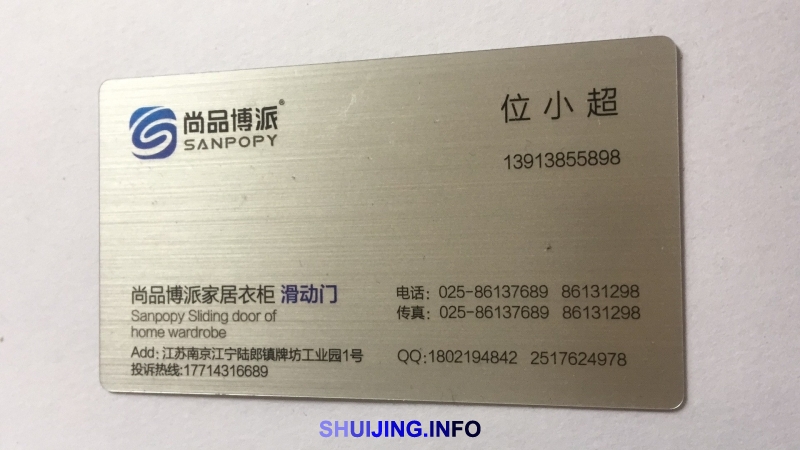 尚品博派®
SANPOPY
位小超
13913855898
尚品博派家居衣柜 滑动门
Sanpopy Sliding door of
home wardrobe
Add: 江苏南京江宁陆郎镇牌坊工业园1号
投诉热线:17714316689
电话: 025-86137689 86131298
传真: 025-86137689 86131298
QQ:1802194842 2517624978
SHUIJING.INFO